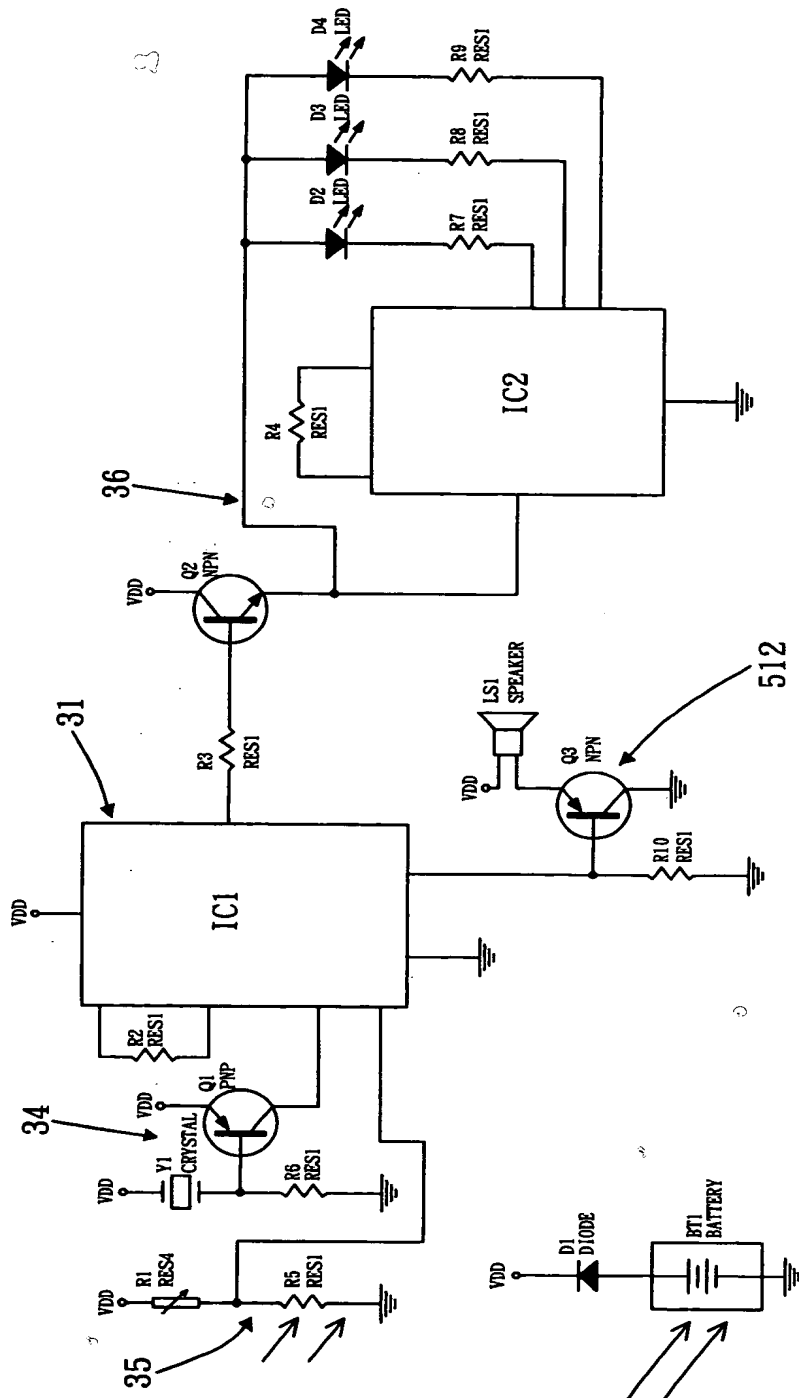 35
VDD
R1
RES4
R5
RES1
34
VDD
Y1
CRYSTAL
R6
RES1
VDD
Q1
PNP
R2
RES1
VDD
IC1
31
R3
RES1
VDD
Q2
NPN
36
R4
RES1
IC2
D2
LED
D3
LED
D4
LED
R7
RES1
R8
RES1
R9
RES1
VDD
D1
DIODE
BT1
BATTERY
R10
RES1
VDD
LS1
SPEAKER
Q3
NPN
512